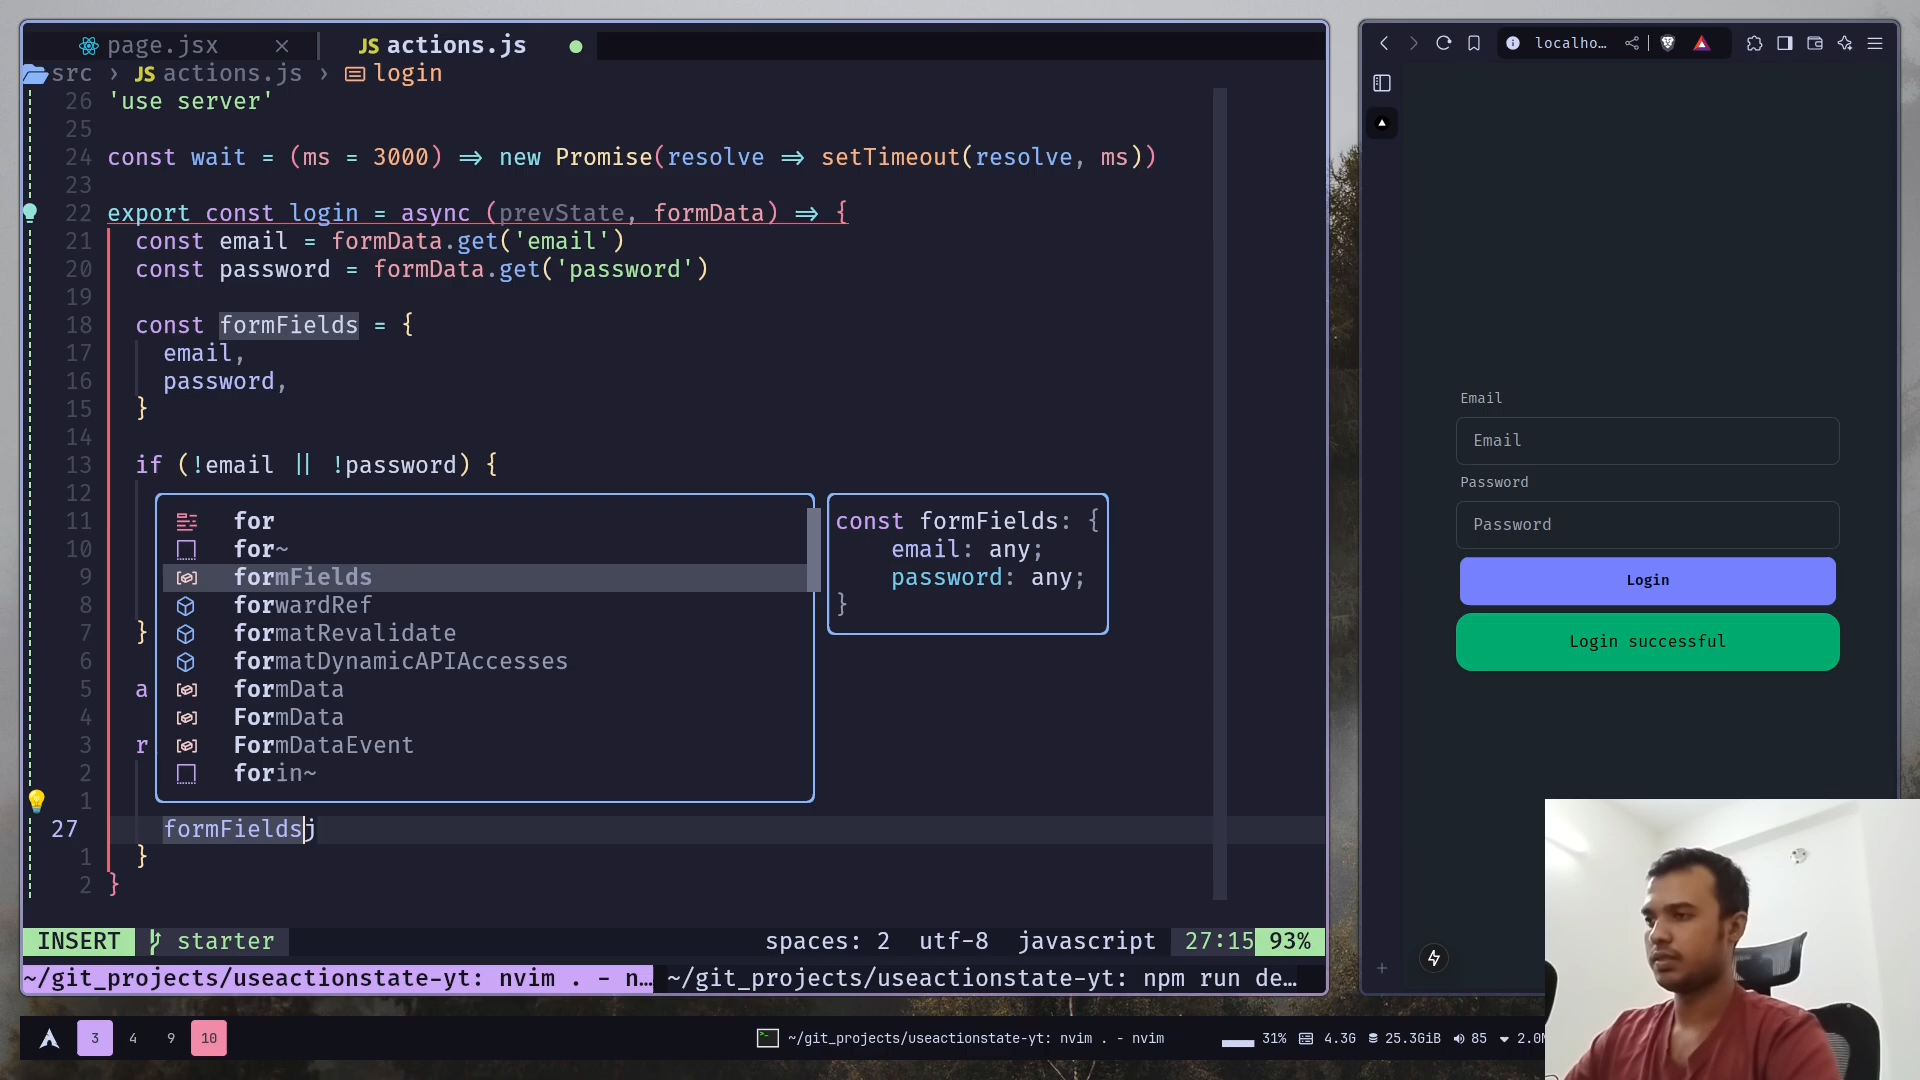 page.jsx
JS actions.js
src › JS actions.js › login
26 'use server'
25
24 const wait = (ms = 3000) => new Promise(resolve => setTimeout(resolve, ms))
23
22 export const login = async (prevState, formData) => {
21 const email = formData.get('email')
20 const password = formData.get('password')
19
18 const formFields = {
17 email,
16 password,
15 }
14
13 if (!email || !password) {
12
11 for
10 for~
9 formFields
8 forwardRef
7 } formatRevalidate
6 formatDynamicAPIAccesses
5 a formData
4 FormData
3 r FormDataEvent
2 forin~
1
27 formFieldsj
1 }
2 }
const formFields: {
email: any;
password: any;
}
INSERT starter spaces: 2 utf-8 javascript 27:15 93%
~/git_projects/useactionstate-yt: nvim . - n… ~/git_projects/useactionstate-yt: npm run de…
localho…
Email
Email
Password
Password
Login
Login successful
3 4 9 10 ~/git_projects/useactionstate-yt: nvim . - nvim 31% 4.3G 25.3GiB 85 2.0